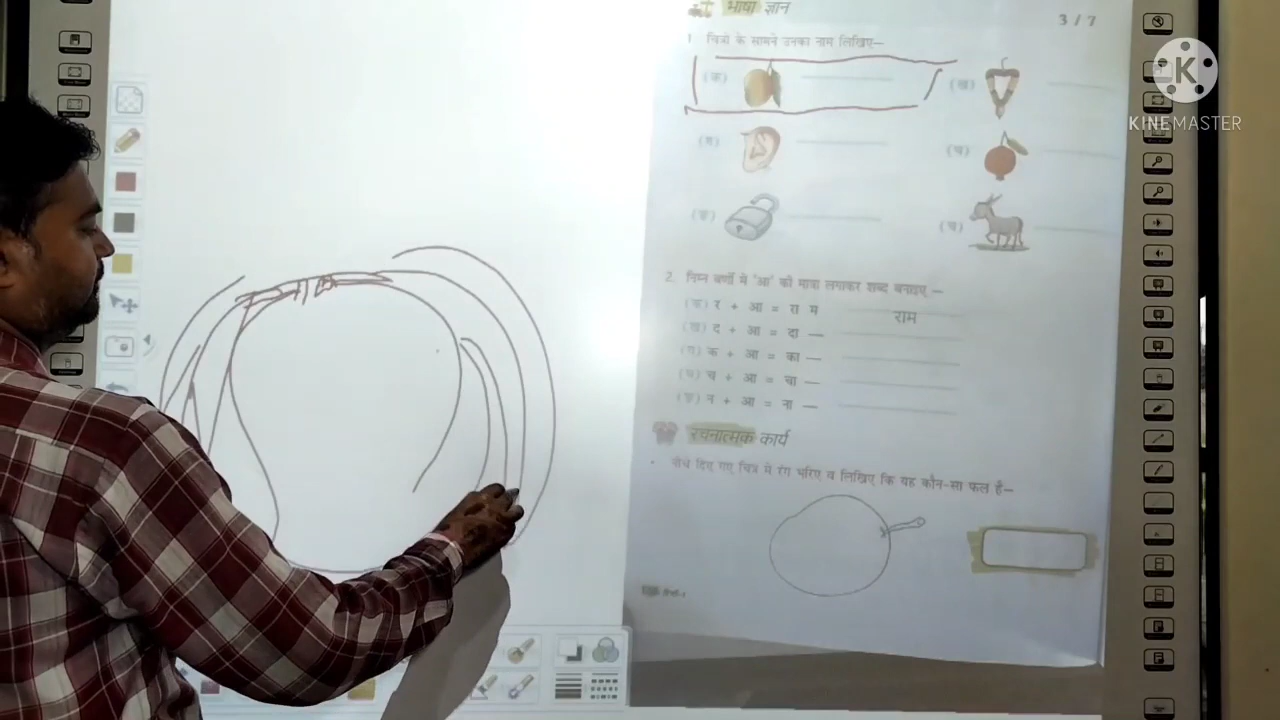 भाषा ज्ञान
3 / 7
1 चित्रों के सामने उनका नाम लिखिए—
(क)
(ख)
(ग)
(घ)
(ङ)
(च)
K
KINEMASTER
2. निम्न वर्णों में 'आ' की मात्रा लगाकर शब्द बनाइए —
(क) र + आ = रा म राम
(ख) द + आ = दा —
(ग) क + आ = का —
(घ) च + आ = चा —
(ङ) न + आ = ना —
रचनात्मक कार्य
• नीचे दिए गए चित्र में रंग भरिए व लिखिए कि यह कौन-सा फल है—